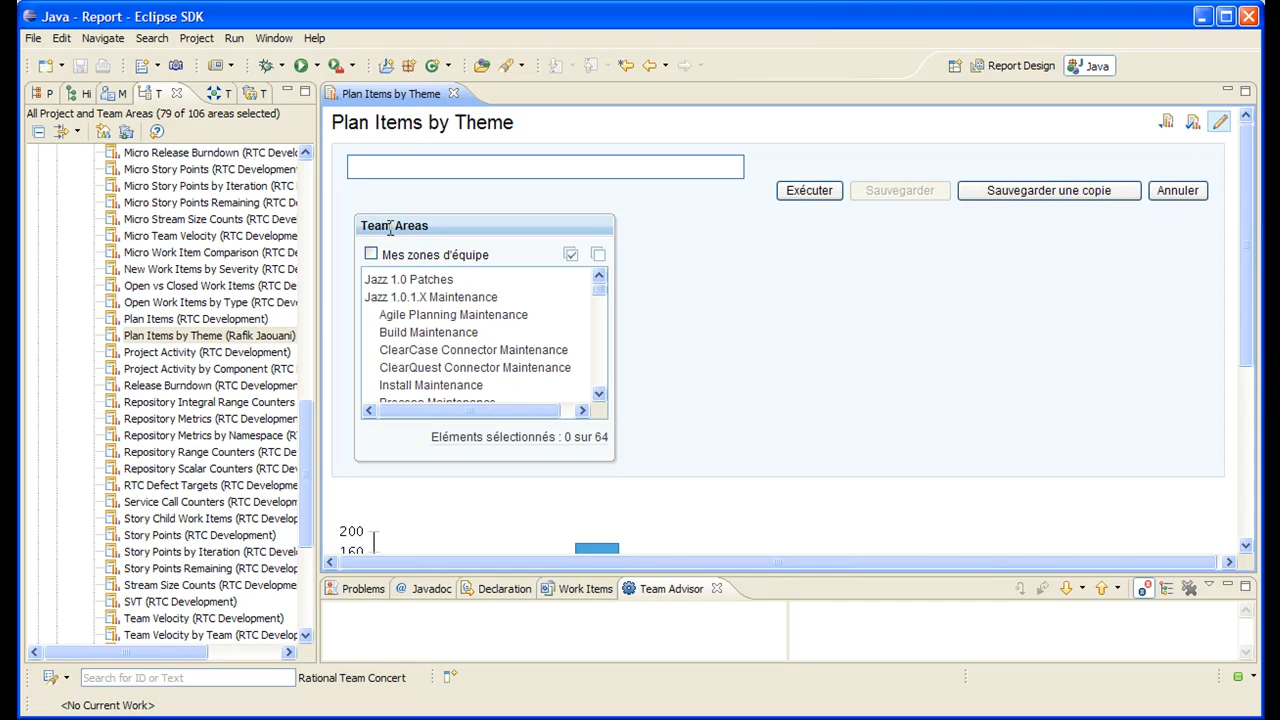 Java - Report - Eclipse SDK
File Edit Navigate Search Project Run Window Help
Report Design Java
P Hi M T T T
All Project and Team Areas (79 of 106 areas selected)
Micro Release Burndown (RTC Develo
Micro Story Points (RTC Development)
Micro Story Points by Iteration (RTC
Micro Story Points Remaining (RTC D
Micro Stream Size Counts (RTC Deve
Micro Team Velocity (RTC Developme
Micro Work Item Comparison (RTC D
New Work Items by Severity (RTC De
Open vs Closed Work Items (RTC De
Open Work Items by Type (RTC Deve
Plan Items (RTC Development)
Plan Items by Theme (Rafik Jaouani)
Project Activity (RTC Development)
Project Activity by Component (RTC
Release Burndown (RTC Developmen
Repository Integral Range Counters
Repository Metrics (RTC Developmen
Repository Metrics by Namespace (R
Repository Range Counters (RTC De
Repository Scalar Counters (RTC De
RTC Defect Targets (RTC Developme
Service Call Counters (RTC Developm
Story Child Work Items (RTC Develop
Story Points (RTC Development)
Story Points by Iteration (RTC Devel
Story Points Remaining (RTC Develop
Stream Size Counts (RTC Developme
SVT (RTC Development)
Team Velocity (RTC Development)
Team Velocity by Team (RTC Develop
Plan Items by Theme
Plan Items by Theme
Exécuter Sauvegarder Sauvegarder une copie Annuler
Team Areas
Mes zones d'équipe
Jazz 1.0 Patches
Jazz 1.0.1.X Maintenance
Agile Planning Maintenance
Build Maintenance
ClearCase Connector Maintenance
ClearQuest Connector Maintenance
Install Maintenance
Process Maintenance
Eléments sélectionnés : 0 sur 64
200
160
Problems Javadoc Declaration Work Items Team Advisor
Search for ID or Text Rational Team Concert
<No Current Work>